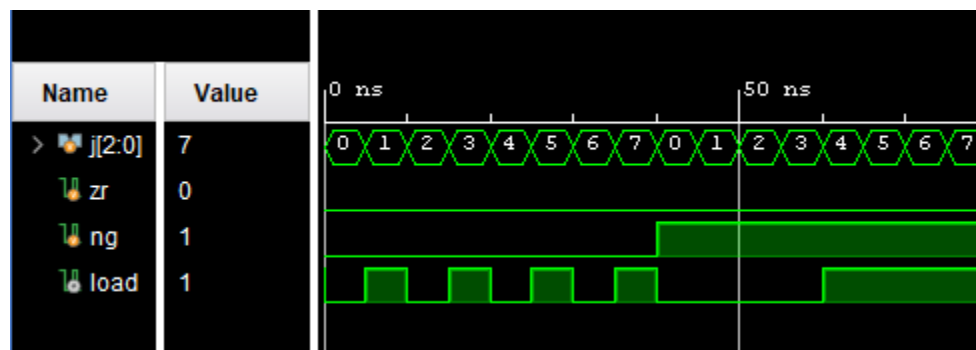 Name Value 0 ns 50 ns
j[2:0] 7 0 1 2 3 4 5 6 7 0 1 2 3 4 5 6 7
zr 0
ng 1
load 1